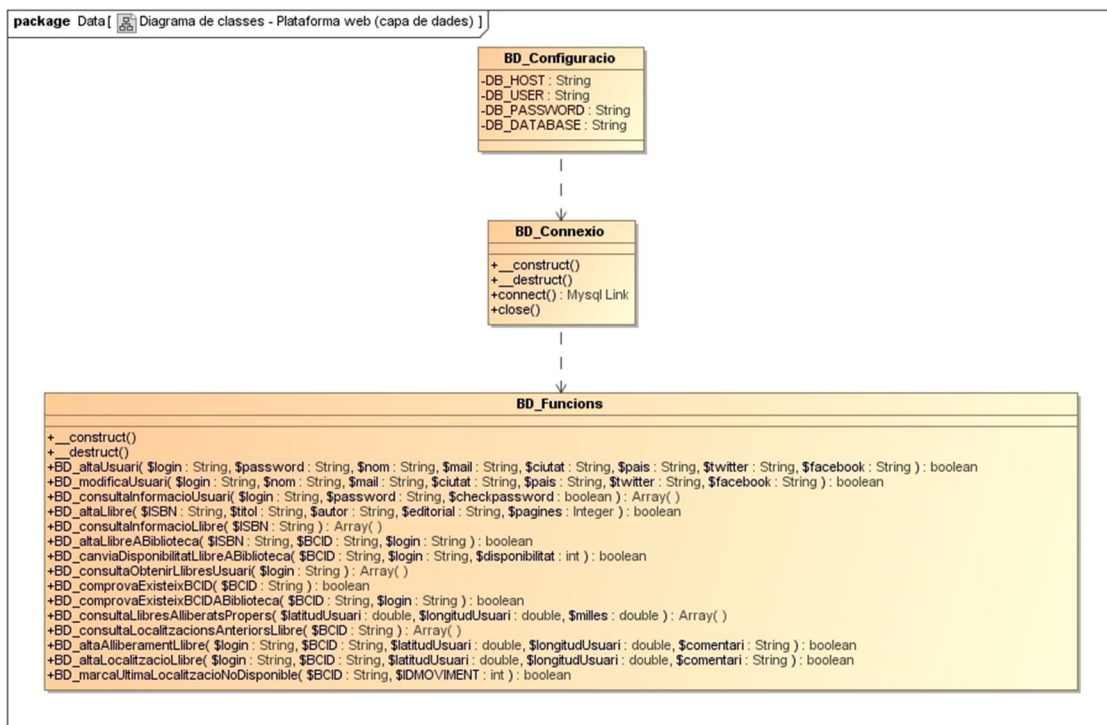 package Data[ Diagrama de classes - Plataforma web (capa de dades) ]
BD_Configuracio
-DB_HOST : String
-DB_USER : String
-DB_PASSWORD : String
-DB_DATABASE : String
BD_Connexio
+__construct()
+__destruct()
+connect() : Mysql Link
+close()
BD_Funcions
+__construct()
+__destruct()
+BD_altaUsuari( $login : String, $password : String, $nom : String, $mail : String, $ciutat : String, $pais : String, $twitter : String, $facebook : String ) : boolean
+BD_modificaUsuari( $login : String, $nom : String, $mail : String, $ciutat : String, $pais : String, $twitter : String, $facebook : String ) : boolean
+BD_consultaInformacioUsuari( $login : String, $password : String, $checkpassword : boolean ) : Array( )
+BD_altaLlibre( $ISBN : String, $titol : String, $autor : String, $editorial : String, $pagines : Integer ) : boolean
+BD_consultaInformacioLlibre( $ISBN : String ) : Array( )
+BD_altaLlibreABiblioteca( $ISBN : String, $BCID : String, $login : String ) : boolean
+BD_canviaDisponibilitatLlibreABiblioteca( $BCID : String, $login : String, $disponibilitat : int ) : boolean
+BD_consultaObtenirLlibresUsuari( $login : String ) : Array( )
+BD_comprovaExisteixBCID( $BCID : String ) : boolean
+BD_comprovaExisteixBCIDABiblioteca( $BCID : String, $login : String ) : boolean
+BD_consultaLlibresAlliberatsPropers( $latitudUsuari : double, $longitudUsuari : double, $milles : double ) : Array( )
+BD_consultaLocalitzacionsAnteriorsLlibre( $BCID : String ) : Array( )
+BD_altaAlliberamentLlibre( $login : String, $BCID : String, $latitudUsuari : double, $longitudUsuari : double, $comentari : String ) : boolean
+BD_altaLocalitzacioLlibre( $login : String, $BCID : String, $latitudUsuari : double, $longitudUsuari : double, $comentari : String ) : boolean
+BD_marcaUltimaLocalitzacioNoDisponible( $BCID : String, $IDMOVIMENT : int ) : boolean